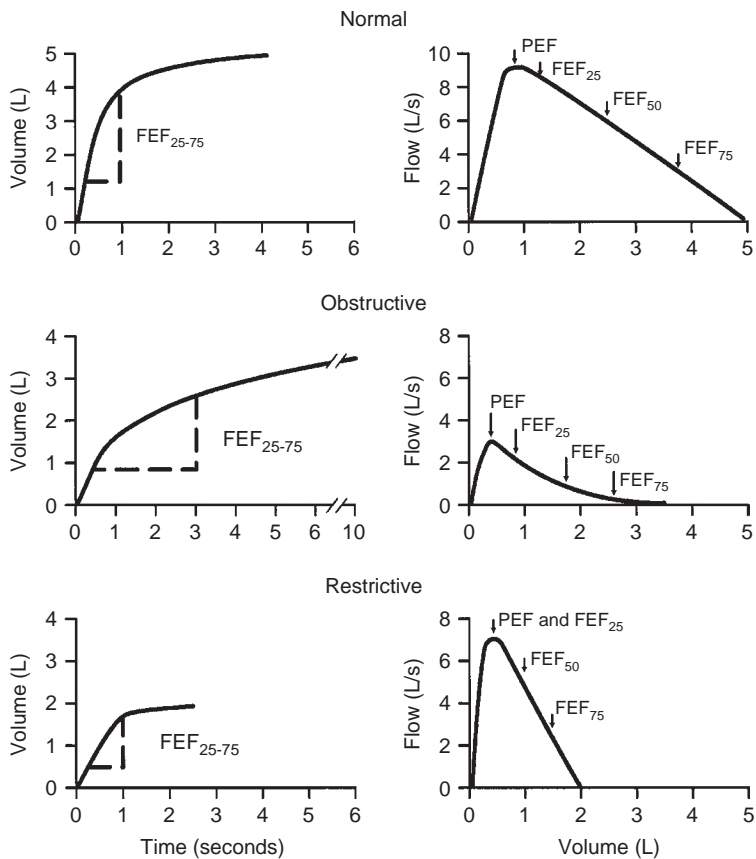 Normal
5
4
3
2
1
0
Volume (L)
FEF25-75
0 1 2 3 4 5 6
10
8
6
4
2
0
Flow (L/s)
PEF
FEF25
FEF50
FEF75
0 1 2 3 4 5
Obstructive
4
3
2
1
0
Volume (L)
FEF25-75
0 1 2 3 4 5 6 10
8
6
4
2
0
Flow (L/s)
PEF
FEF25
FEF50
FEF75
0 1 2 3 4 5
Restrictive
4
3
2
1
0
Volume (L)
FEF25-75
0 1 2 3 4 5 6
Time (seconds)
8
6
4
2
0
Flow (L/s)
PEF and FEF25
FEF50
FEF75
0 1 2 3 4 5
Volume (L)